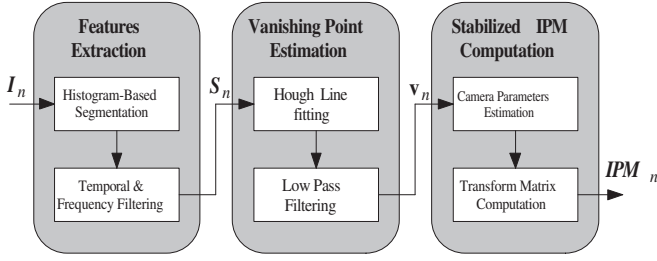 Features
Extraction
I n
Histogram-Based
Segmentation
Temporal &
Frequency Filtering
S n
Vanishing Point
Estimation
Hough Line
fitting
Low Pass
Filtering
v n
Stabilized IPM
Computation
Camera Parameters
Estimation
Transform Matrix
Computation
IPM n